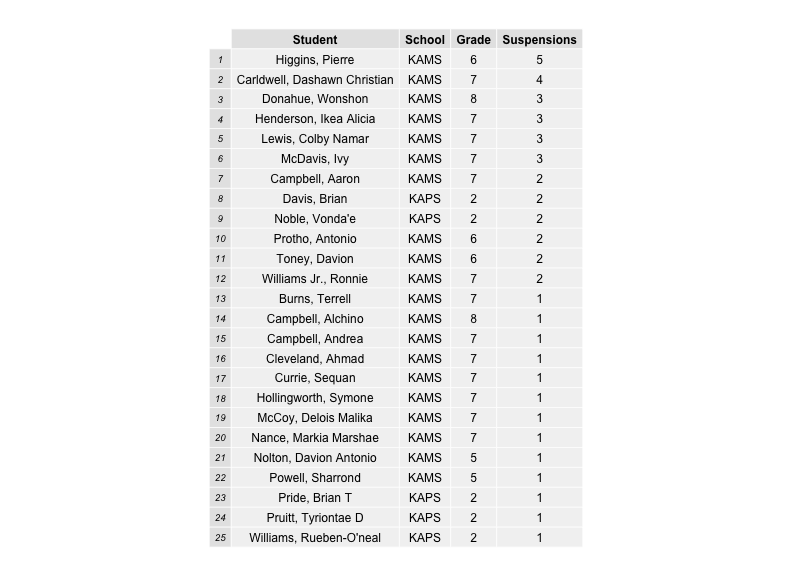 Student School Grade Suspensions
1 Higgins, Pierre KAMS 6 5
2 Carldwell, Dashawn Christian KAMS 7 4
3 Donahue, Wonshon KAMS 8 3
4 Henderson, Ikea Alicia KAMS 7 3
5 Lewis, Colby Namar KAMS 7 3
6 McDavis, Ivy KAMS 7 3
7 Campbell, Aaron KAMS 7 2
8 Davis, Brian KAPS 2 2
9 Noble, Vonda'e KAPS 2 2
10 Protho, Antonio KAMS 6 2
11 Toney, Davion KAMS 6 2
12 Williams Jr., Ronnie KAMS 7 2
13 Burns, Terrell KAMS 7 1
14 Campbell, Alchino KAMS 8 1
15 Campbell, Andrea KAMS 7 1
16 Cleveland, Ahmad KAMS 7 1
17 Currie, Sequan KAMS 7 1
18 Hollingworth, Symone KAMS 7 1
19 McCoy, Delois Malika KAMS 7 1
20 Nance, Markia Marshae KAMS 7 1
21 Nolton, Davion Antonio KAMS 5 1
22 Powell, Sharrond KAMS 5 1
23 Pride, Brian T KAPS 2 1
24 Pruitt, Tyriontae D KAPS 2 1
25 Williams, Rueben-O'neal KAPS 2 1